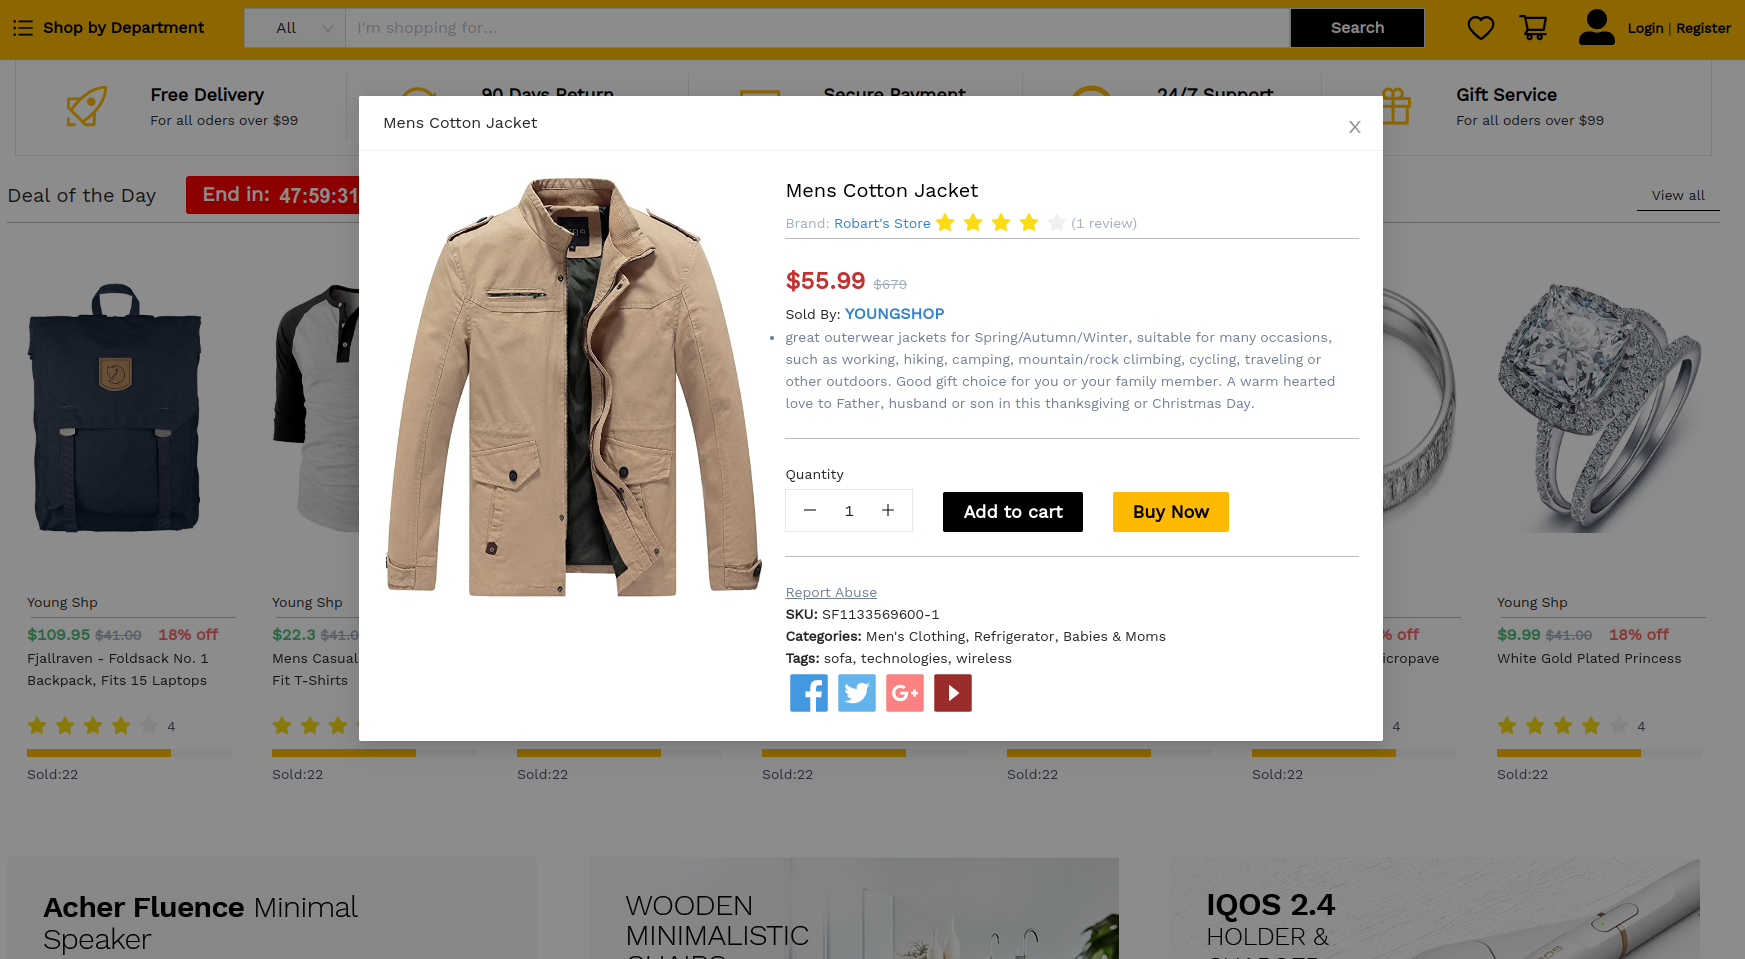 Shop by Department
All
I'm shopping for...
Search
Login | Register
Free Delivery
For all oders over $99
90 Days Return
Secure Payment
24/7 Support
Gift Service
For all oders over $99
Deal of the Day
End in: 47:59:31
View all
Mens Cotton Jacket
Mens Cotton Jacket
Brand: Robart's Store (1 review)
$55.99 $679
Sold By: YOUNGSHOP
great outerwear jackets for Spring/Autumn/Winter, suitable for many occasions,
such as working, hiking, camping, mountain/rock climbing, cycling, traveling or
other outdoors. Good gift choice for you or your family member. A warm hearted
love to Father, husband or son in this thanksgiving or Christmas Day.
Quantity
1
Add to cart
Buy Now
Report Abuse
SKU: SF1133569600-1
Categories: Men's Clothing, Refrigerator, Babies & Moms
Tags: sofa, technologies, wireless
Young Shp
$109.95 $41.00 18% off
Fjallraven - Foldsack No. 1
Backpack, Fits 15 Laptops
4
Sold:22
Young Shp
$22.3 $41.0
Mens Casual
Fit T-Shirts
Sold:22
Sold:22
Sold:22
Sold:22
% off
icropave
4
Sold:22
Young Shp
$9.99 $41.00 18% off
White Gold Plated Princess
4
Sold:22
Acher Fluence Minimal
Speaker
WOODEN
MINIMALISTIC
CHAIRS
IQOS 2.4
HOLDER &
CHARGER